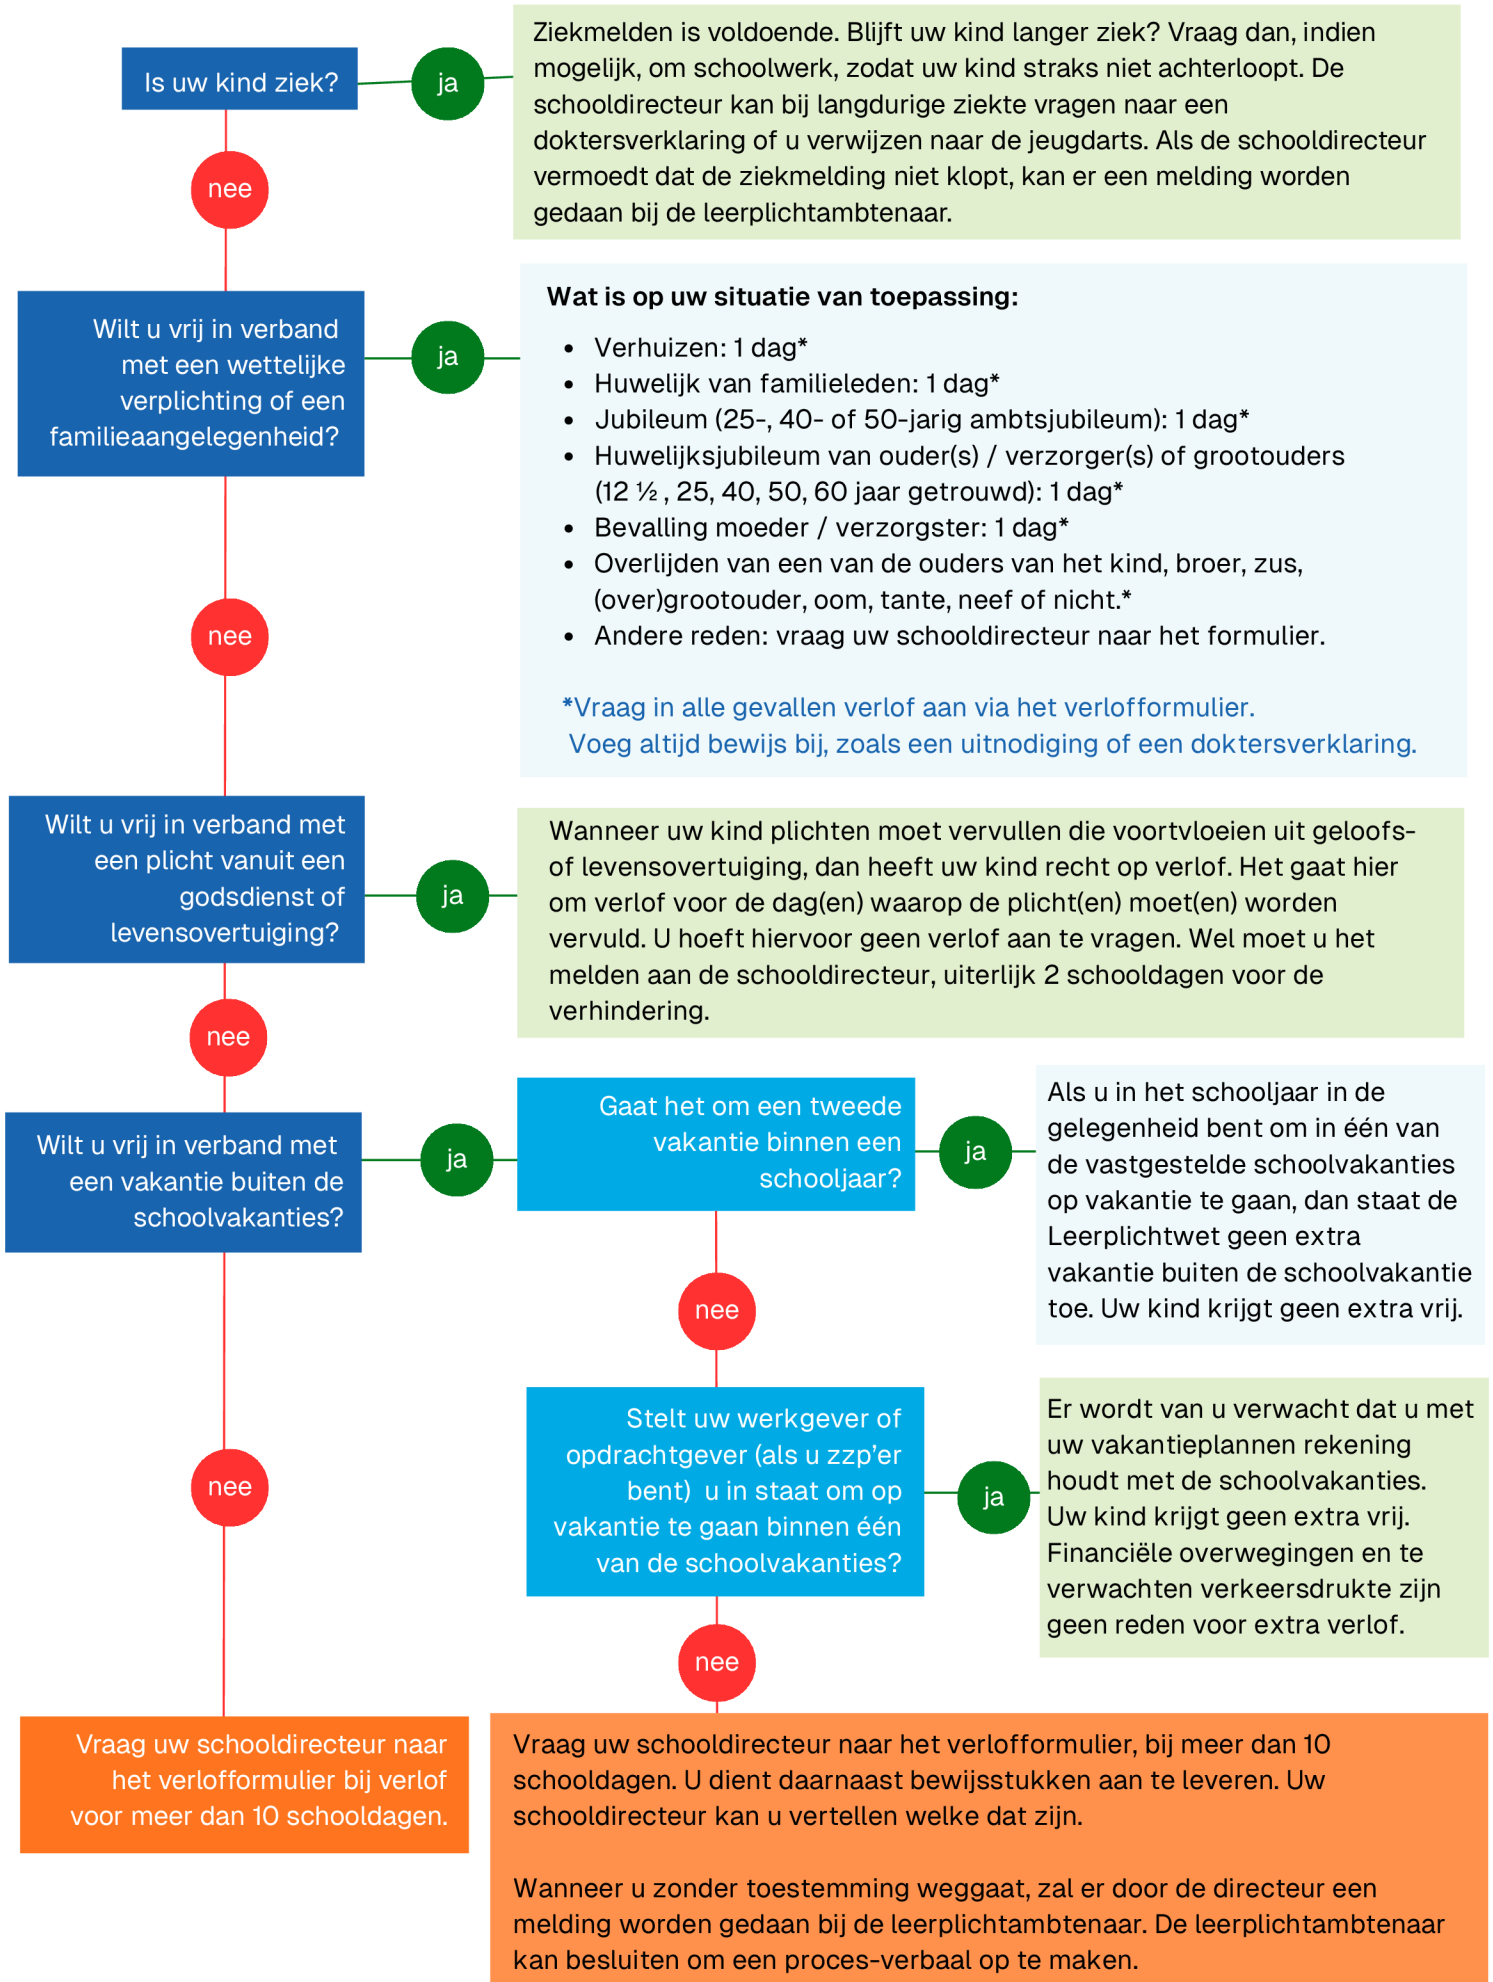 Is uw kind ziek?
ja
Ziekmelden is voldoende. Blijft uw kind langer ziek? Vraag dan, indien
mogelijk, om schoolwerk, zodat uw kind straks niet achterloopt. De
schooldirecteur kan bij langdurige ziekte vragen naar een
doktersverklaring of u verwijzen naar de jeugdarts. Als de schooldirecteur
vermoedt dat de ziekmelding niet klopt, kan er een melding worden
gedaan bij de leerplichtambtenaar.
nee
Wilt u vrij in verband
met een wettelijke
verplichting of een
familieaangelegenheid?
ja
Wat is op uw situatie van toepassing:
• Verhuizen: 1 dag*
• Huwelijk van familieleden: 1 dag*
• Jubileum (25-, 40- of 50-jarig ambtsjubileum): 1 dag*
• Huwelijksjubileum van ouder(s) / verzorger(s) of grootouders
(12 ½ , 25, 40, 50, 60 jaar getrouwd): 1 dag*
• Bevalling moeder / verzorgster: 1 dag*
• Overlijden van een van de ouders van het kind, broer, zus,
(over)grootouder, oom, tante, neef of nicht.*
• Andere reden: vraag uw schooldirecteur naar het formulier.
*Vraag in alle gevallen verlof aan via het verlofformulier.
Voeg altijd bewijs bij, zoals een uitnodiging of een doktersverklaring.
nee
Wilt u vrij in verband met
een plicht vanuit een
godsdienst of
levensovertuiging?
ja
Wanneer uw kind plichten moet vervullen die voortvloeien uit geloofs-
of levensovertuiging, dan heeft uw kind recht op verlof. Het gaat hier
om verlof voor de dag(en) waarop de plicht(en) moet(en) worden
vervuld. U hoeft hiervoor geen verlof aan te vragen. Wel moet u het
melden aan de schooldirecteur, uiterlijk 2 schooldagen voor de
verhindering.
nee
Wilt u vrij in verband met
een vakantie buiten de
schoolvakanties?
ja
Gaat het om een tweede
vakantie binnen een
schooljaar?
ja
Als u in het schooljaar in de
gelegenheid bent om in één van
de vastgestelde schoolvakanties
op vakantie te gaan, dan staat de
Leerplichtwet geen extra
vakantie buiten de schoolvakantie
toe. Uw kind krijgt geen extra vrij.
nee
Stelt uw werkgever of
opdrachtgever (als u zzp’er
bent) u in staat om op
vakantie te gaan binnen één
van de schoolvakanties?
ja
Er wordt van u verwacht dat u met
uw vakantieplannen rekening
houdt met de schoolvakanties.
Uw kind krijgt geen extra vrij.
Financiële overwegingen en te
verwachten verkeersdrukte zijn
geen reden voor extra verlof.
nee
nee
Vraag uw schooldirecteur naar
het verlofformulier bij verlof
voor meer dan 10 schooldagen.
Vraag uw schooldirecteur naar het verlofformulier, bij meer dan 10
schooldagen. U dient daarnaast bewijsstukken aan te leveren. Uw
schooldirecteur kan u vertellen welke dat zijn.
Wanneer u zonder toestemming weggaat, zal er door de directeur een
melding worden gedaan bij de leerplichtambtenaar. De leerplichtambtenaar
kan besluiten om een proces-verbaal op te maken.